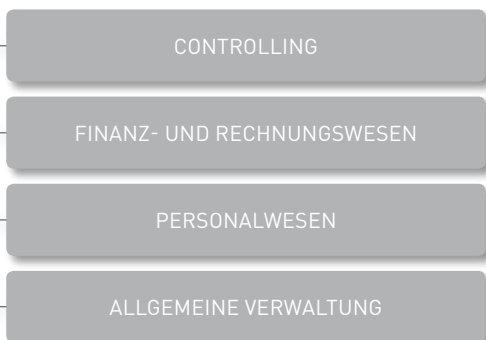 CONTROLLING
FINANZ- UND RECHNUNGSWESEN
PERSONALWESEN
ALLGEMEINE VERWALTUNG